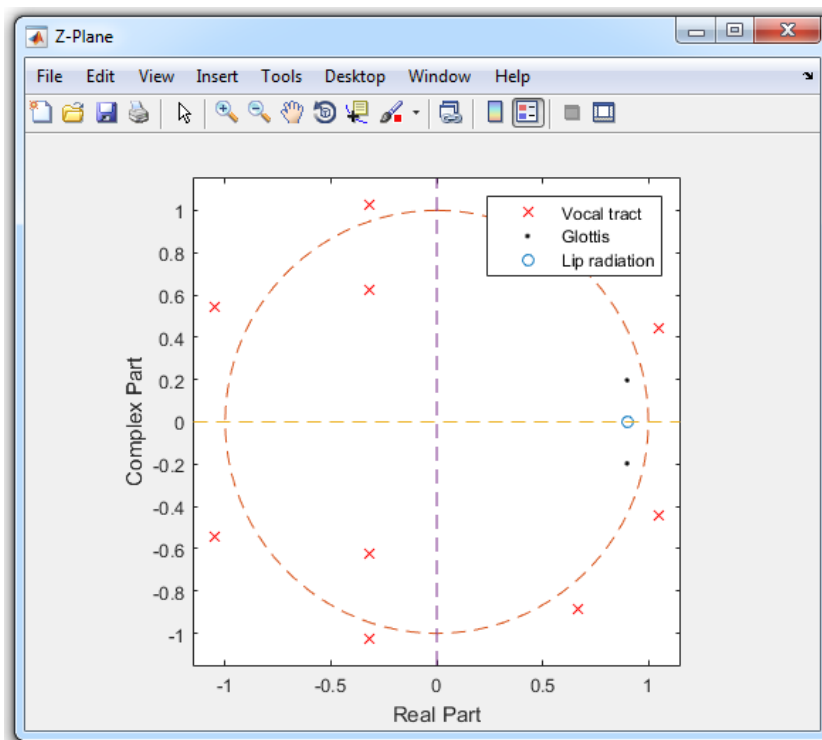 Z-Plane
File Edit View Insert Tools Desktop Window Help
Vocal tract
Glottis
Lip radiation
1
0.8
0.6
0.4
0.2
0
-0.2
-0.4
-0.6
-0.8
-1
Complex Part
-1 -0.5 0 0.5 1
Real Part